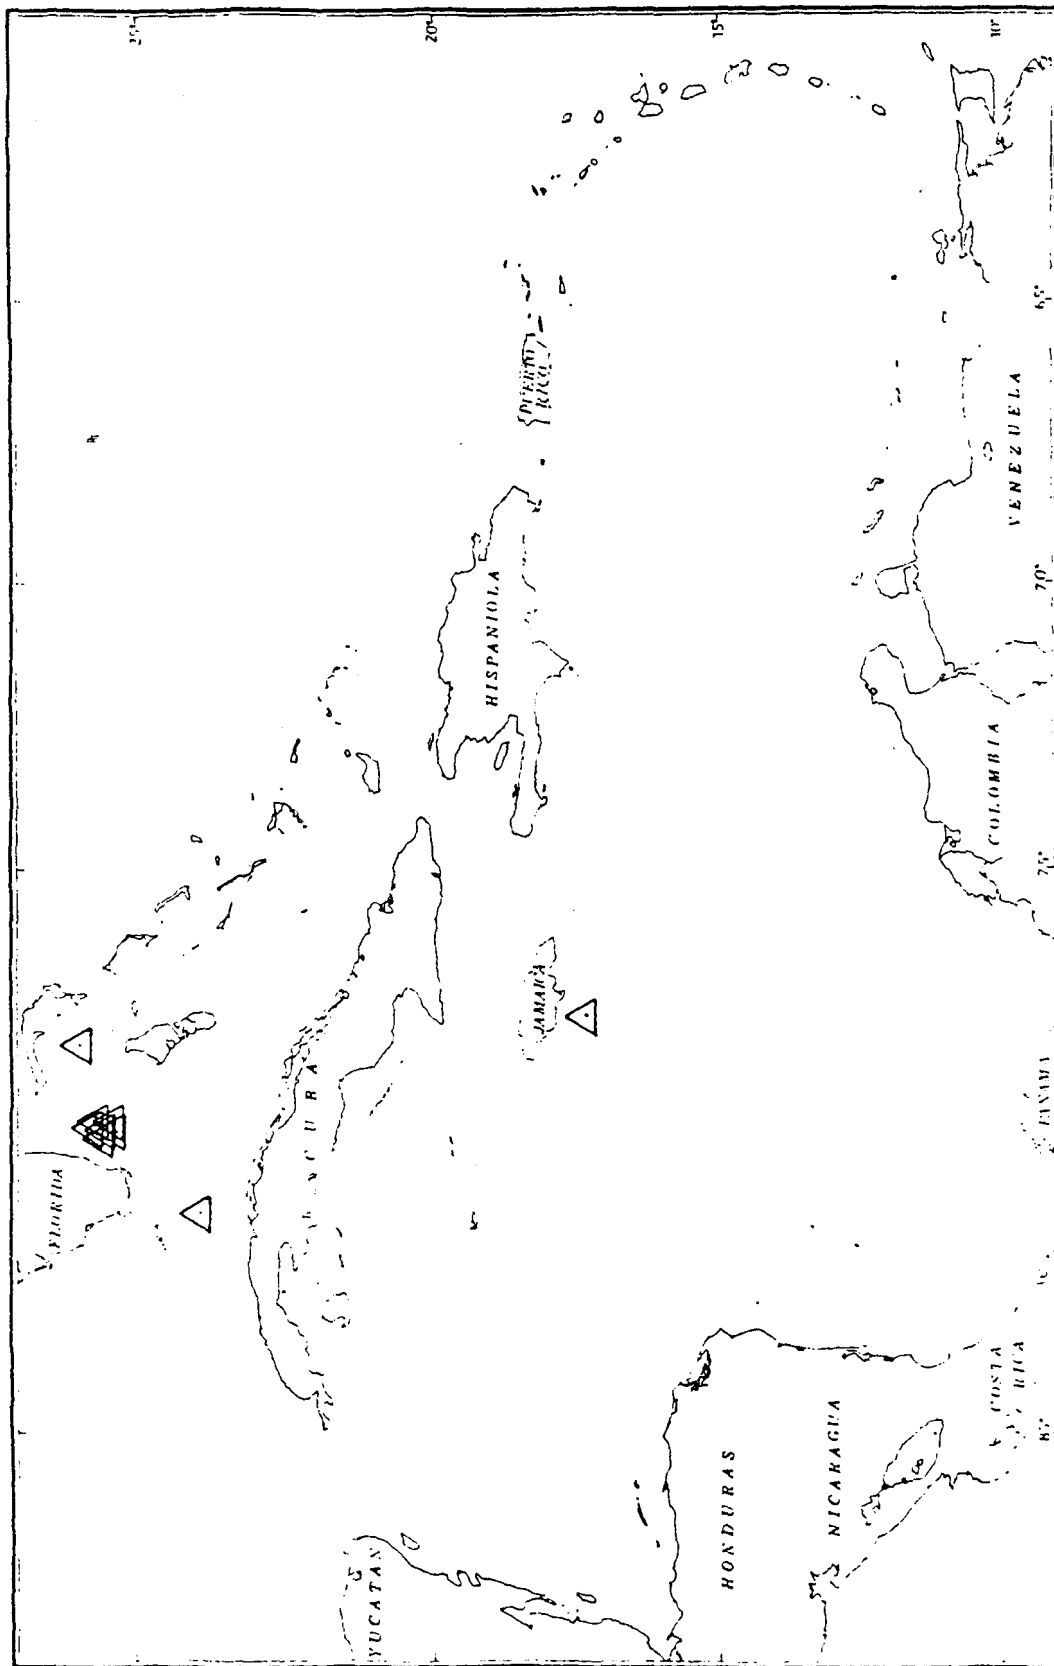 25°
20°
15°
10°
FLORIDA
CUBA
YUCATAN
HISPANIOLA
PUERTO
RICO
JAMAICA
HONDURAS
NICARAGUA
COSTA
RICA
PANAMA
COLOMBIA
VENEZUELA
85°
75°
70°
65°